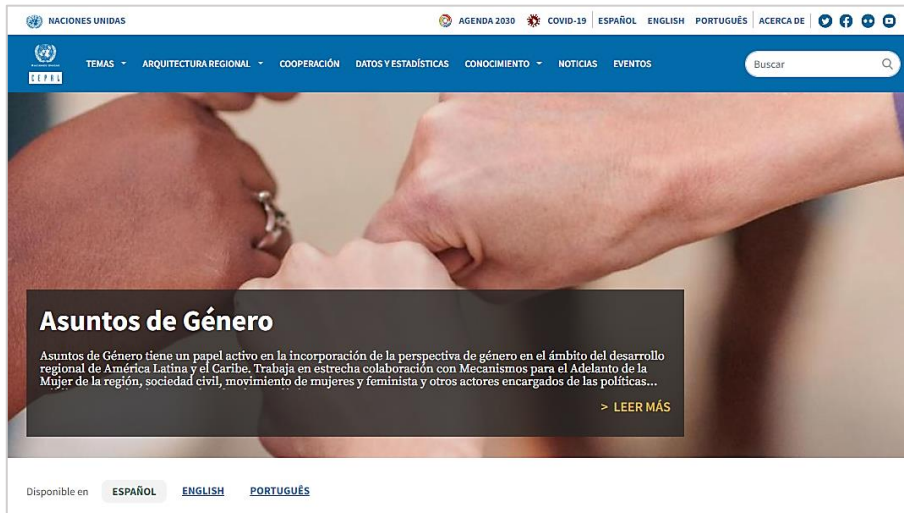 NACIONES UNIDAS
AGENDA 2030
COVID-19
ESPAÑOL ENGLISH PORTUGUÊS
ACERCA DE
CEPAL
TEMAS
ARQUITECTURA REGIONAL
COOPERACIÓN
DATOS Y ESTADÍSTICAS
CONOCIMIENTO
NOTICIAS
EVENTOS
Buscar
Asuntos de Género
Asuntos de Género tiene un papel activo en la incorporación de la perspectiva de género en el ámbito del desarrollo
regional de América Latina y el Caribe. Trabaja en estrecha colaboración con Mecanismos para el Adelanto de la
Mujer de la región, sociedad civil, movimiento de mujeres y feminista y otros actores encargados de las políticas...
> LEER MÁS
Disponible en ESPAÑOL ENGLISH PORTUGUÊS